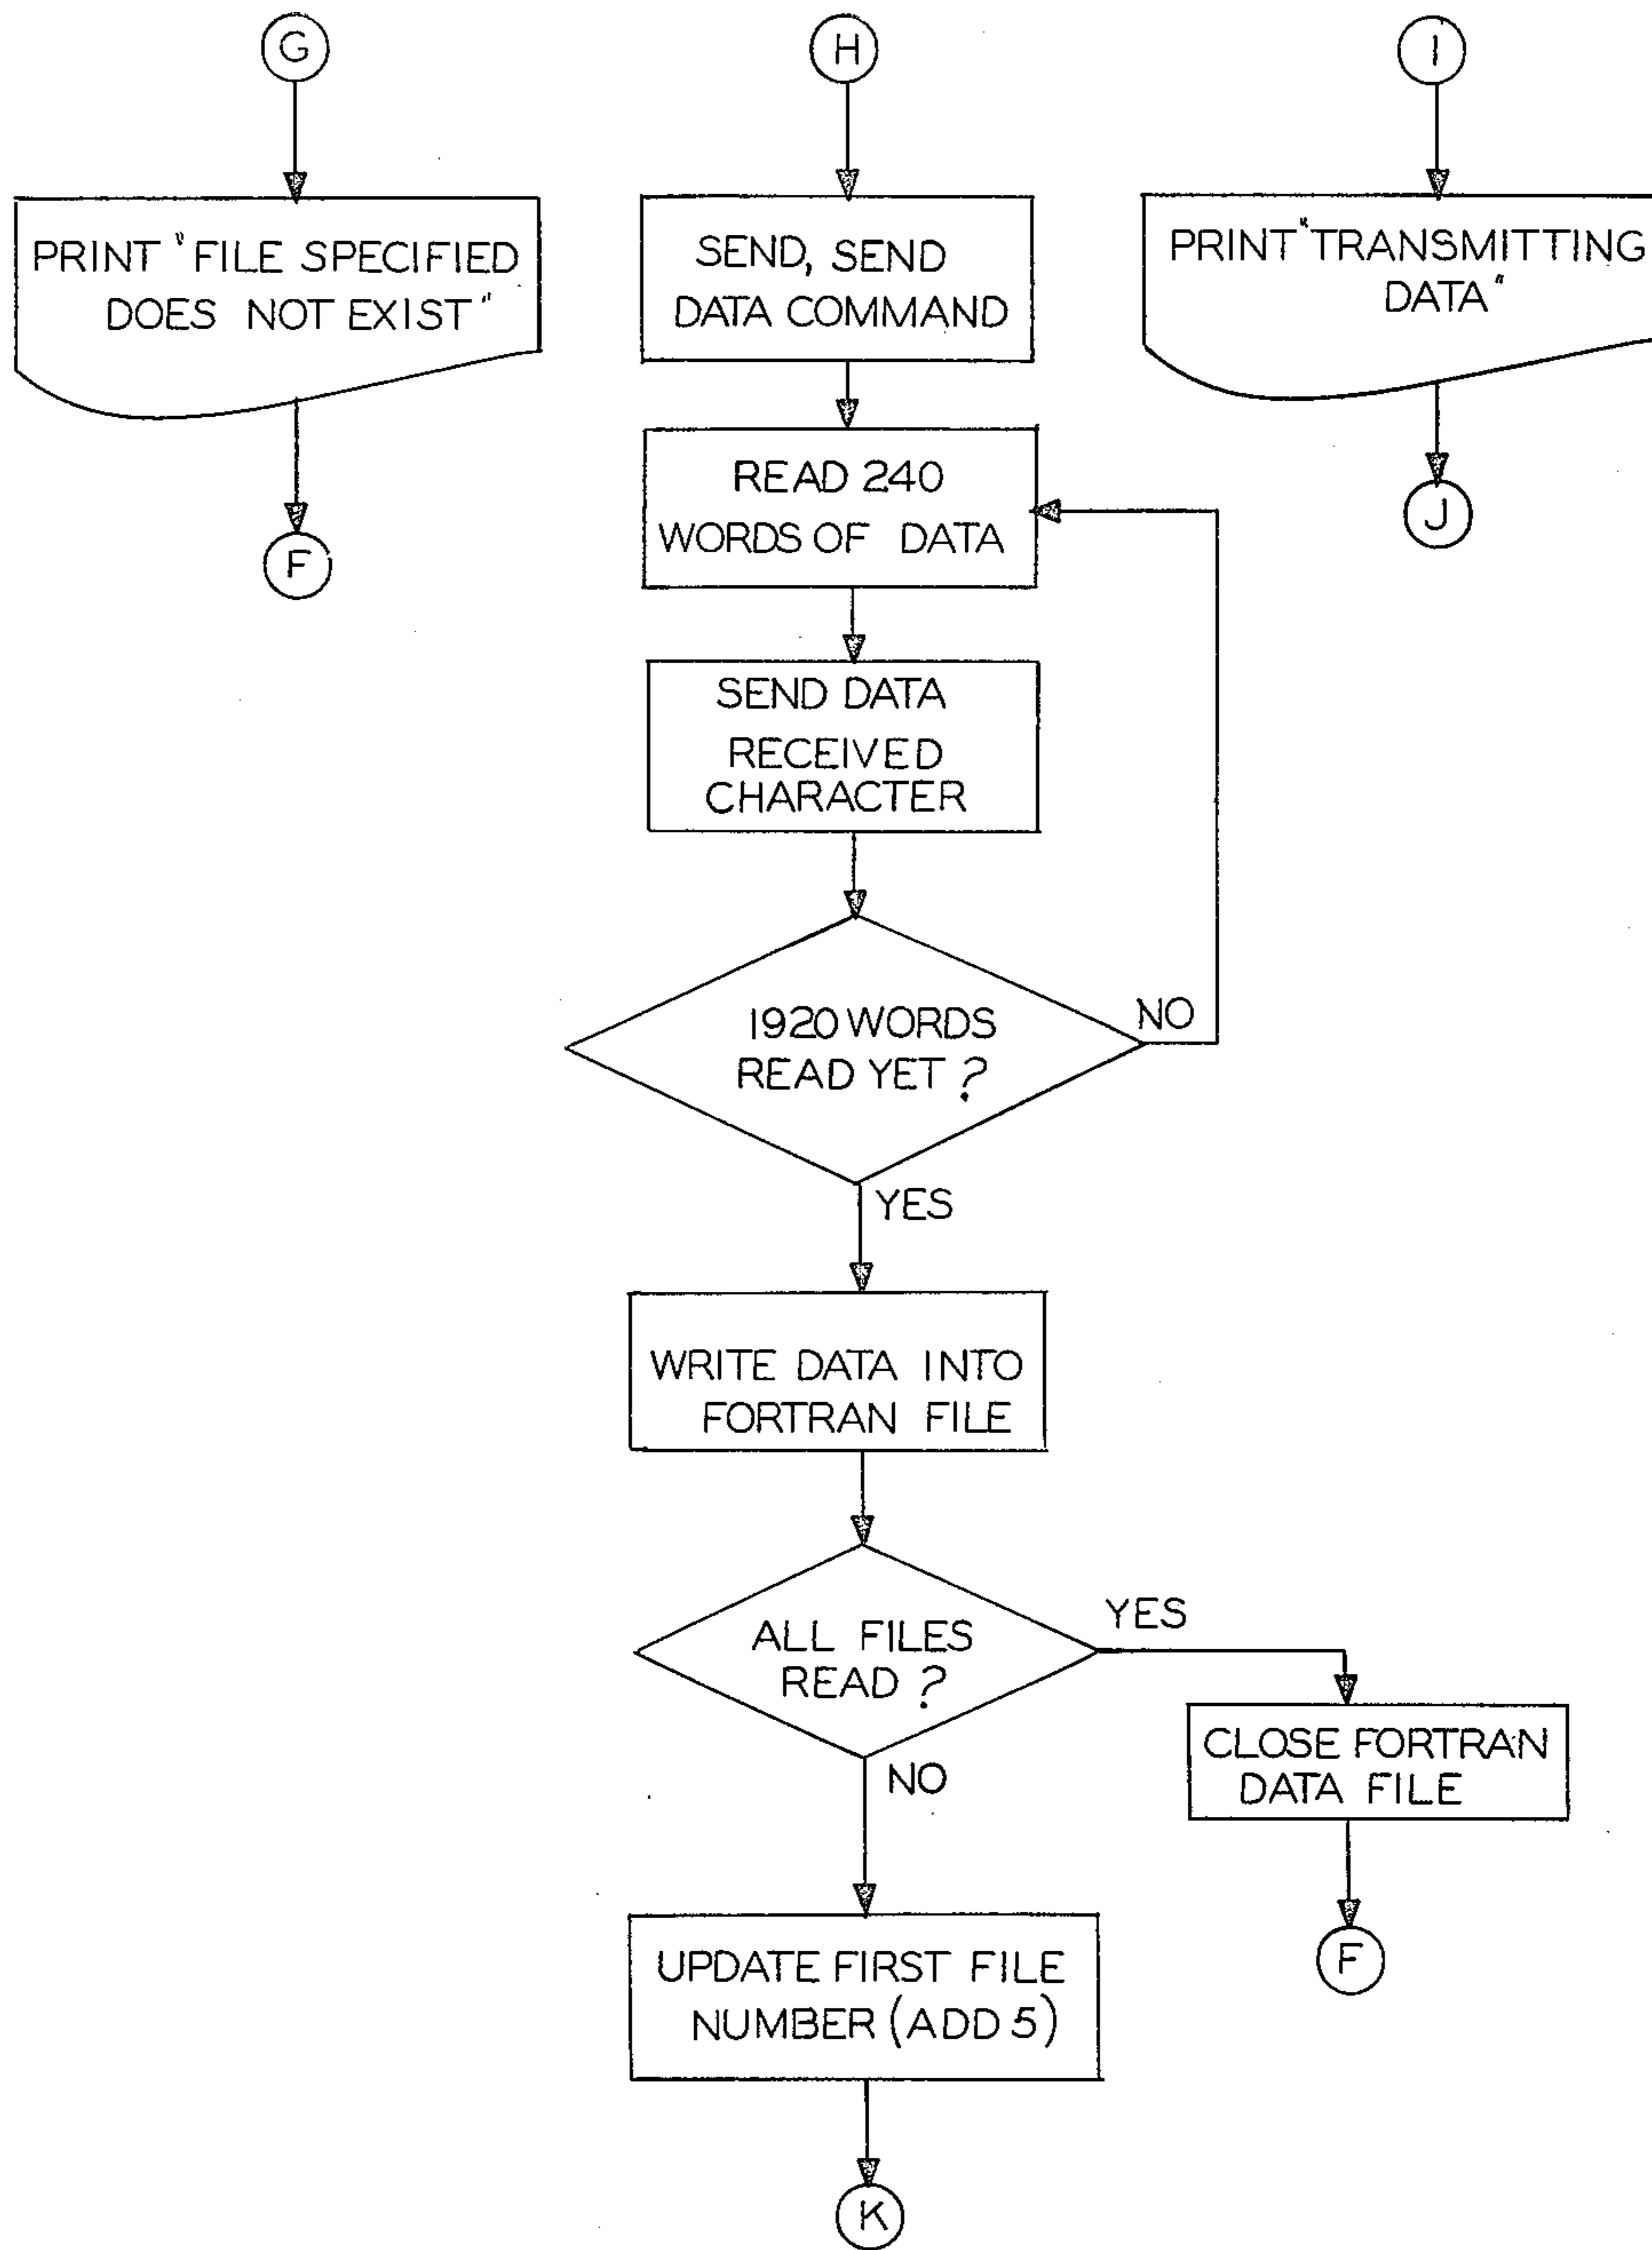 G
PRINT "FILE SPECIFIED
DOES NOT EXIST"
F
H
SEND, SEND
DATA COMMAND
READ 240
WORDS OF DATA
SEND DATA
RECEIVED
CHARACTER
1920 WORDS
READ YET ?
NO
YES
WRITE DATA INTO
FORTRAN FILE
ALL FILES
READ ?
YES
NO
CLOSE FORTRAN
DATA FILE
F
UPDATE FIRST FILE
NUMBER (ADD 5)
K
I
PRINT "TRANSMITTING
DATA"
J